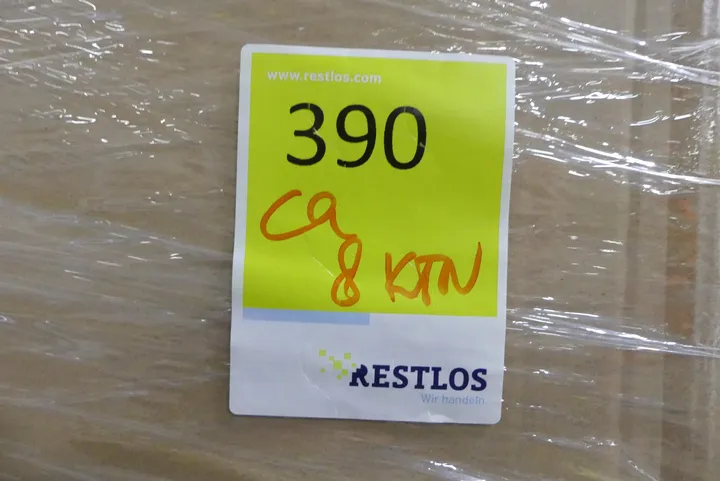 www.restlos.com
390
ca
8 KTN
RESTLOS
Wir handeln.